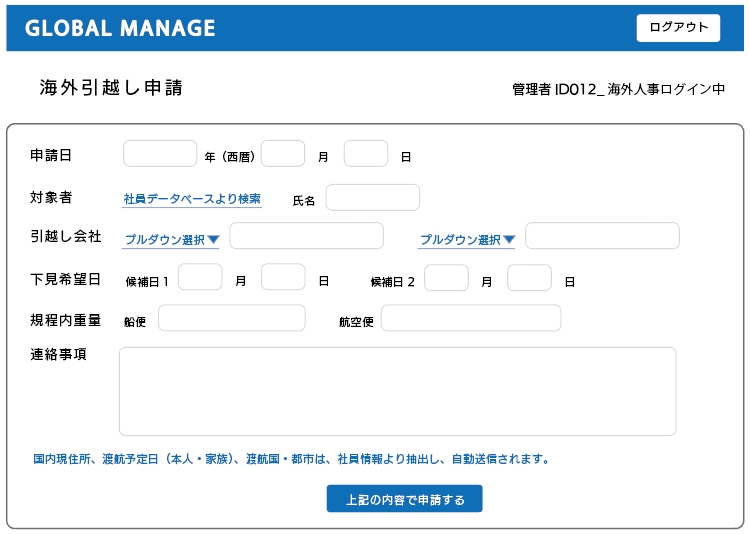 GLOBAL MANAGE ログアウト
海外引越し申請 管理者 ID012_ 海外人事ログイン中
申請日 年（西暦） 月 日
対象者 社員データベースより検索 氏名
引越し会社 プルダウン選択▼ プルダウン選択▼
下見希望日 候補日 1 月 日 候補日 2 月 日
規程内重量 船便 航空便
連絡事項
国内現住所、渡航予定日（本人・家族）、渡航国・都市は、社員情報より抽出し、自動送信されます。
上記の内容で申請する